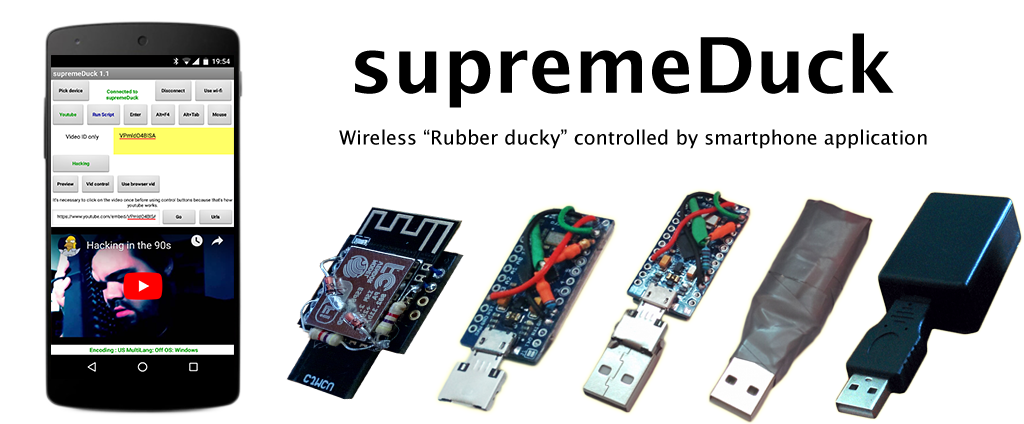 19:54
supremeDuck 1.1
Pick device
Connected to
supremeDuck
Disconnect
Use wi-fi
Youtube
Run Script
Enter
Alt+F4
Alt+Tab
Mouse
Video ID only
Hacking
Preview
Vid control
Use browser vid
It's necessary to click on the video once before using control buttons because that's how
youtube works.
Go
Urls
Hacking in the 90s
Encoding : US MultiLang: Off OS: Windows
supremeDuck
Wireless “Rubber ducky” controlled by smartphone application